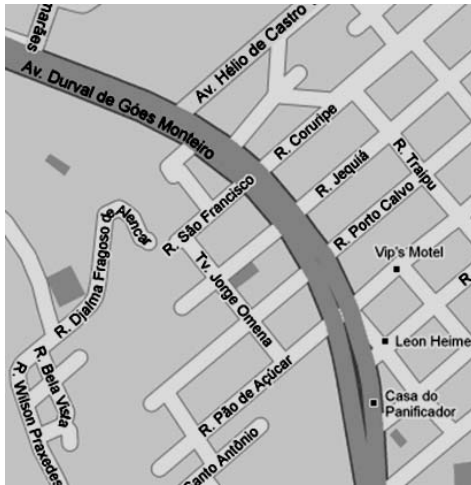 marães
Av. Durval de Góes Monteiro
Av. Hélio de Castro
R. Coruripe
R. Traipu
R. Jequiá
R. São Francisco
R. Porto Calvo
R. Djalma Fragoso de
Alencar
Vip's Motel
Tv. Jorge Omena
R.
Leon Heime
R. Bela Vista
R. Wilson Praxedes
R. Pão de Açúcar
Casa do
Panificador
Santo Antônio